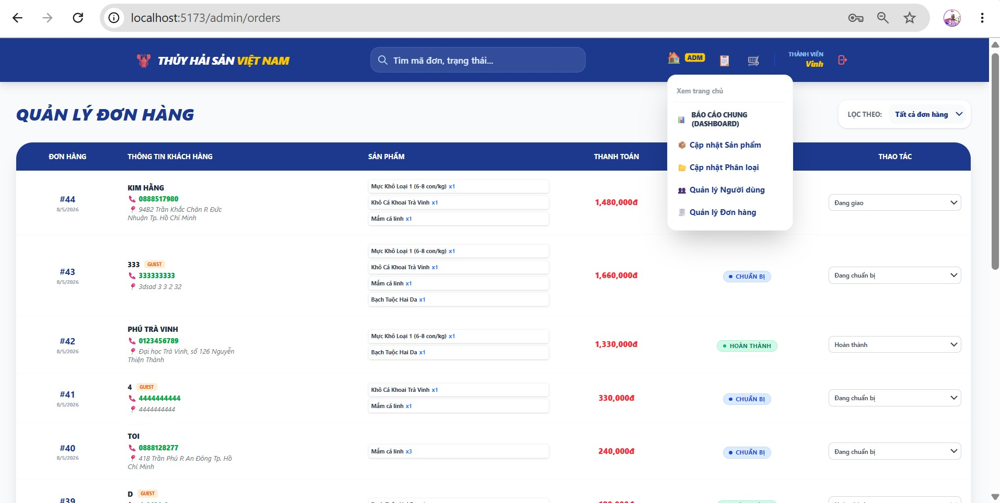 localhost:5173/admin/orders
THỦY HẢI SẢN VIỆT NAM
Tìm mã đơn, trạng thái...
ADM
THÀNH VIÊN
Vinh
Xem trang chủ
BÁO CÁO CHUNG
(DASHBOARD)
Cập nhật Sản phẩm
Cập nhật Phân loại
Quản lý Người dùng
Quản lý Đơn hàng
QUẢN LÝ ĐƠN HÀNG
LỌC THEO: Tất cả đơn hàng
ĐƠN HÀNG THÔNG TIN KHÁCH HÀNG SẢN PHẨM THANH TOÁN THAO TÁC
#44
8/5/2026
KIM HẰNG
0888517980
94B2 Trần Khắc Chân P. Đức
Nhuận Tp. Hồ Chí Minh
Mực Khô Loại 1 (6-8 con/kg) x1
Khô Cá Khoai Trà Vinh x1
Mắm cá linh x1
1,480,000đ
Đang giao
#43
8/5/2026
333 GUEST
333333333
3dsad 3 3 2 32
Mực Khô Loại 1 (6-8 con/kg) x1
Khô Cá Khoai Trà Vinh x1
Mắm cá linh x1
Bạch Tuộc Hai Da x1
1,660,000đ
CHUẨN BỊ
Đang chuẩn bị
#42
8/5/2026
PHÚ TRÀ VINH
0123456789
Đại học Trà Vinh, số 126 Nguyễn
Thiện Thành
Mực Khô Loại 1 (6-8 con/kg) x1
Bạch Tuộc Hai Da x1
1,330,000đ
HOÀN THÀNH
Hoàn thành
#41
8/5/2026
4 GUEST
4444444444
4444444444
Khô Cá Khoai Trà Vinh x1
Mắm cá linh x1
330,000đ
CHUẨN BỊ
Đang chuẩn bị
#40
8/5/2026
TOI
0888128277
418 Trần Phú P. An Đông Tp. Hồ
Chí Minh
Mắm cá linh x3
240,000đ
CHUẨN BỊ
Đang chuẩn bị
#39
D GUEST